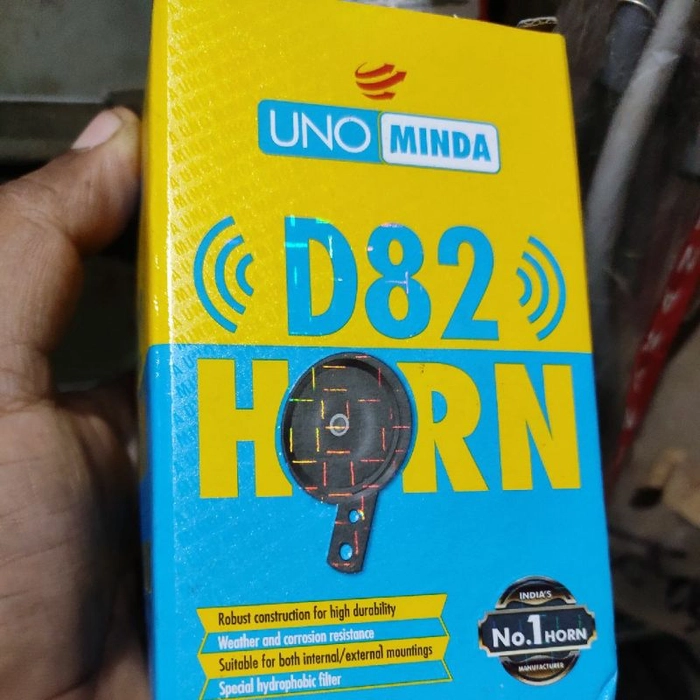 UNO MINDA
D82
HORN
Robust construction for high durability
Weather and corrosion resistance
Suitable for both internal/external mountings
Special hydrophobic filter
INDIA'S
No.1 HORN
MANUFACTURER